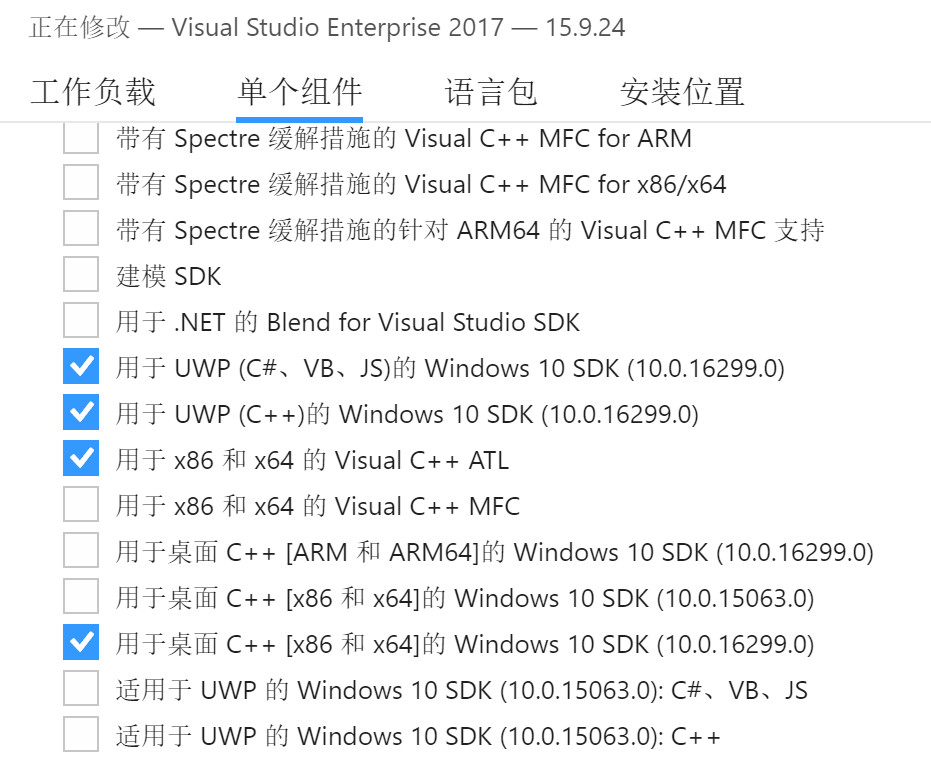 正在修改 — Visual Studio Enterprise 2017 — 15.9.24
工作负载 单个组件 语言包 安装位置
带有 Spectre 缓解措施的 Visual C++ MFC for ARM
带有 Spectre 缓解措施的 Visual C++ MFC for x86/x64
带有 Spectre 缓解措施的针对 ARM64 的 Visual C++ MFC 支持
建模 SDK
用于 .NET 的 Blend for Visual Studio SDK
用于 UWP (C#、VB、JS)的 Windows 10 SDK (10.0.16299.0)
用于 UWP (C++)的 Windows 10 SDK (10.0.16299.0)
用于 x86 和 x64 的 Visual C++ ATL
用于 x86 和 x64 的 Visual C++ MFC
用于桌面 C++ [ARM 和 ARM64]的 Windows 10 SDK (10.0.16299.0)
用于桌面 C++ [x86 和 x64]的 Windows 10 SDK (10.0.15063.0)
用于桌面 C++ [x86 和 x64]的 Windows 10 SDK (10.0.16299.0)
适用于 UWP 的 Windows 10 SDK (10.0.15063.0): C#、VB、JS
适用于 UWP 的 Windows 10 SDK (10.0.15063.0): C++